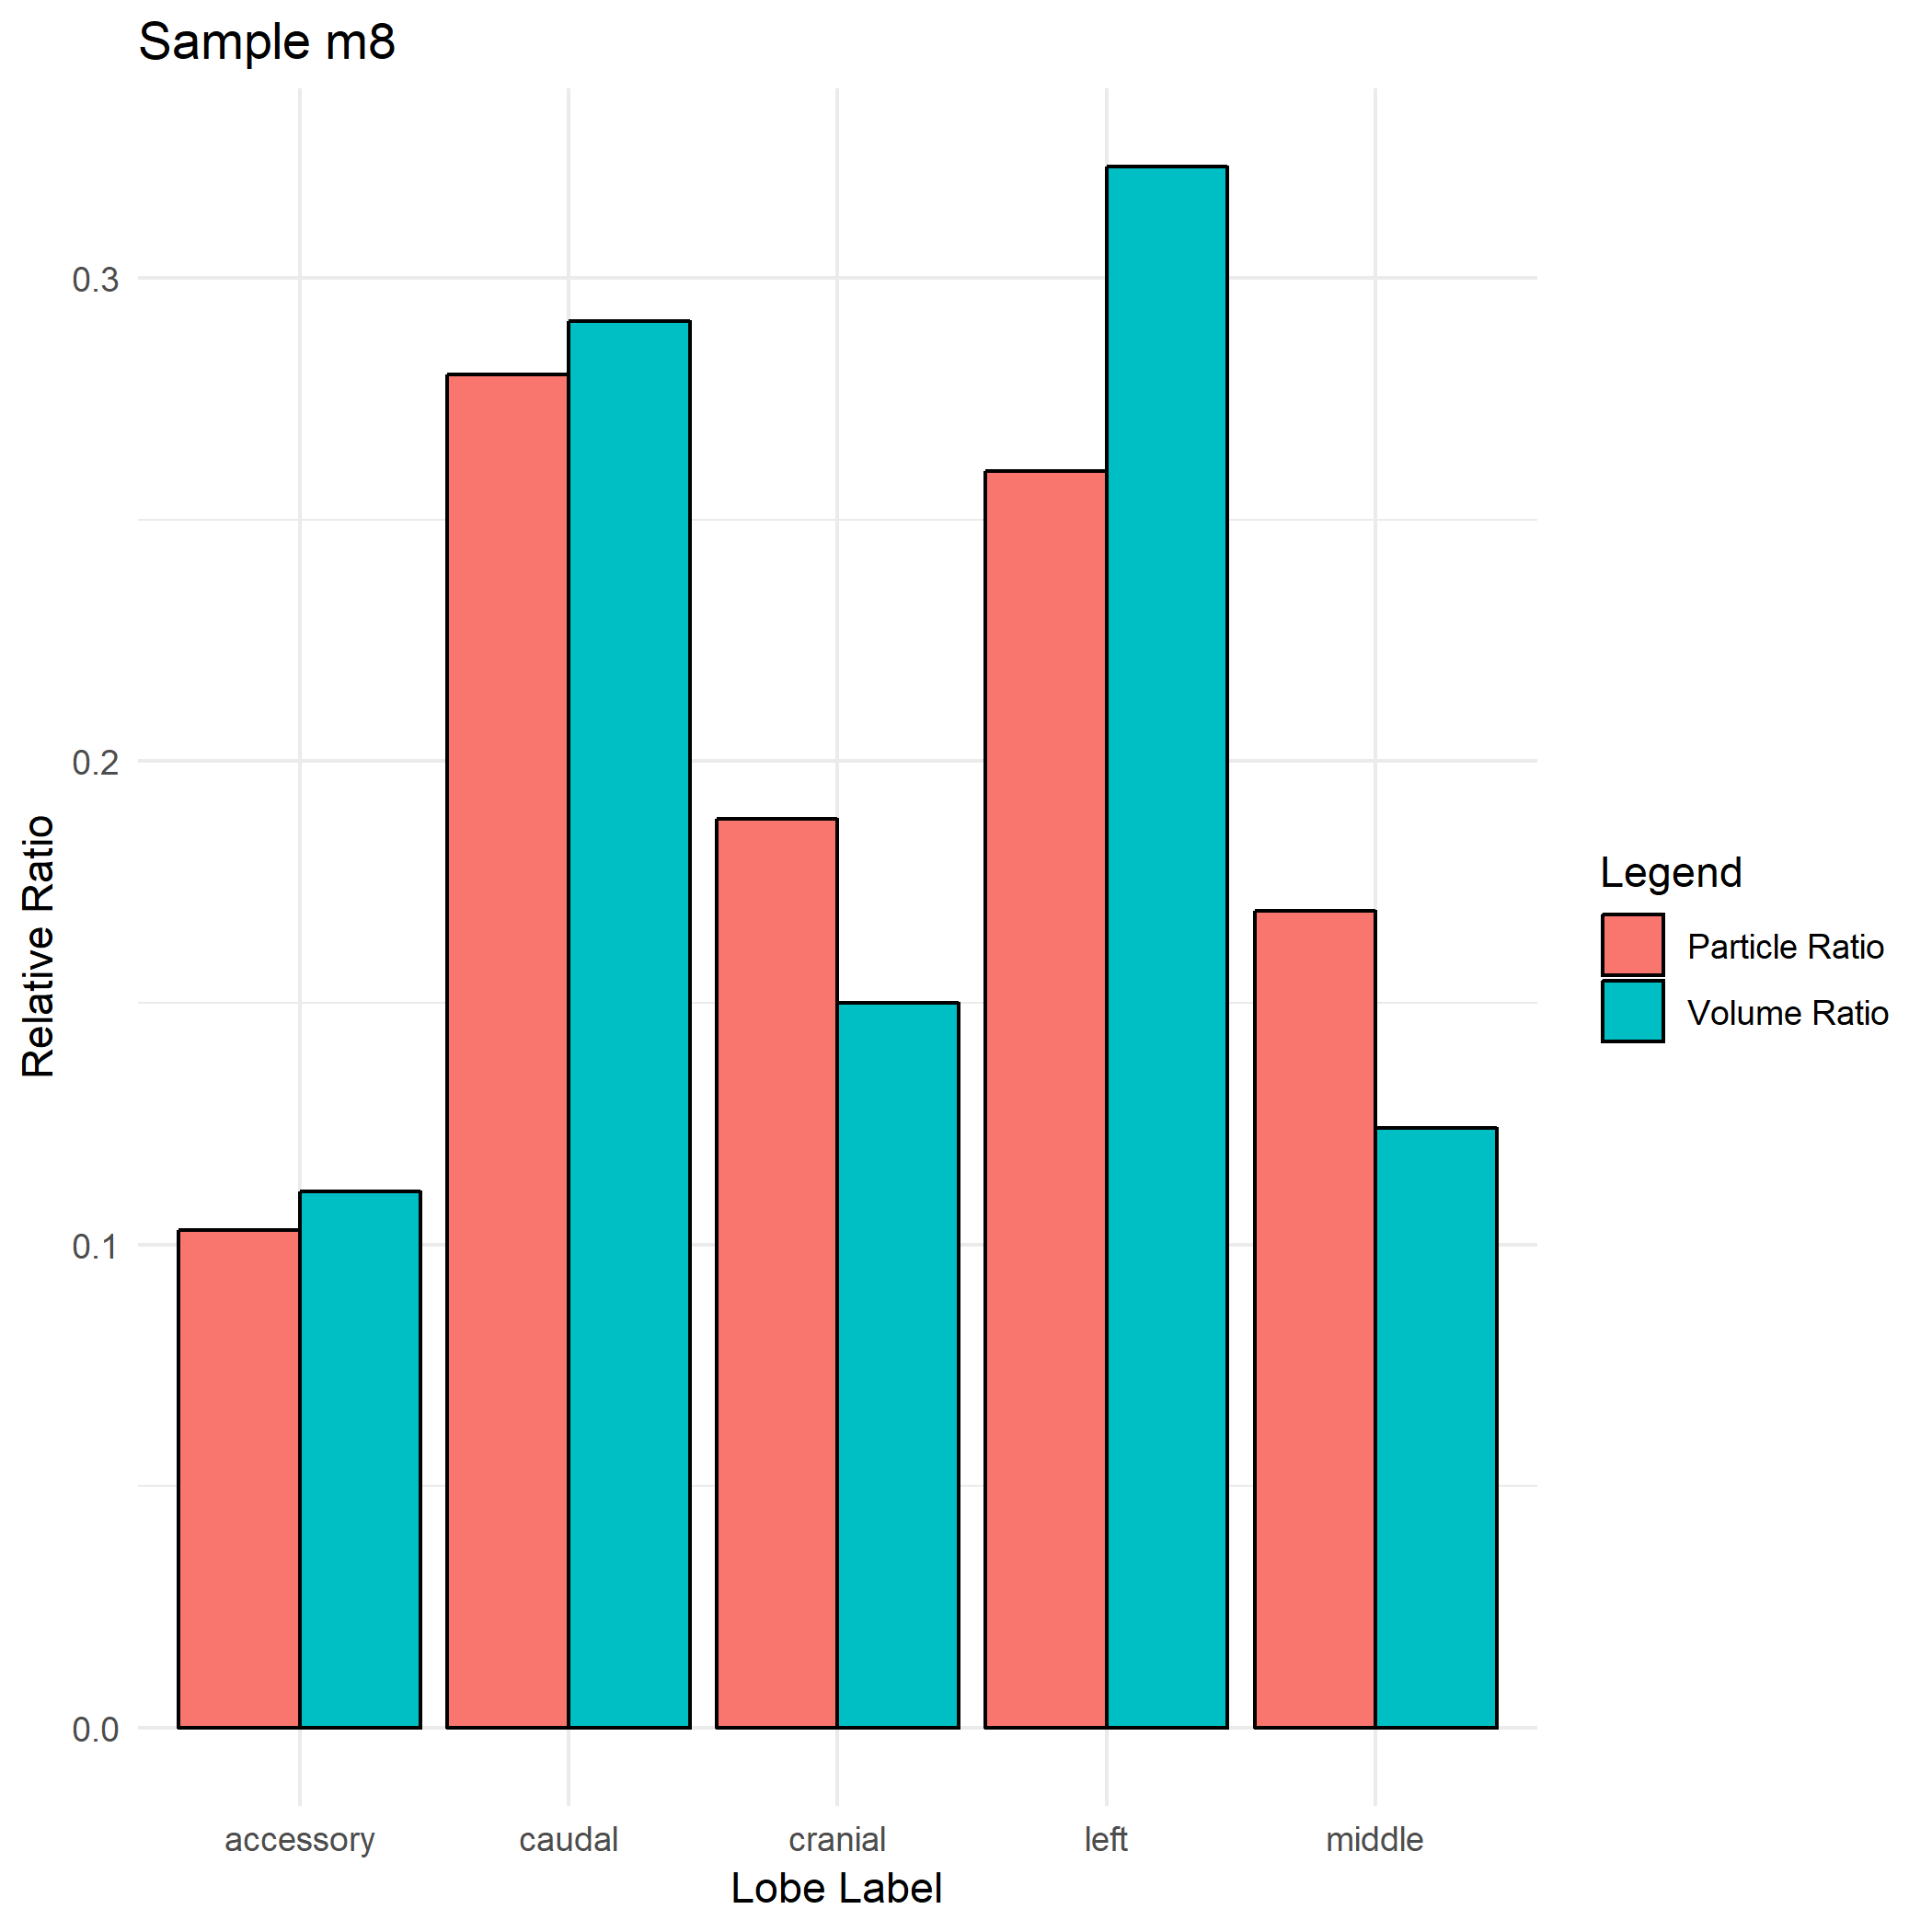 Sample m8
Relative Ratio
0.3
0.2
0.1
0.0
accessory caudal cranial left middle
Lobe Label
Legend
Particle Ratio
Volume Ratio